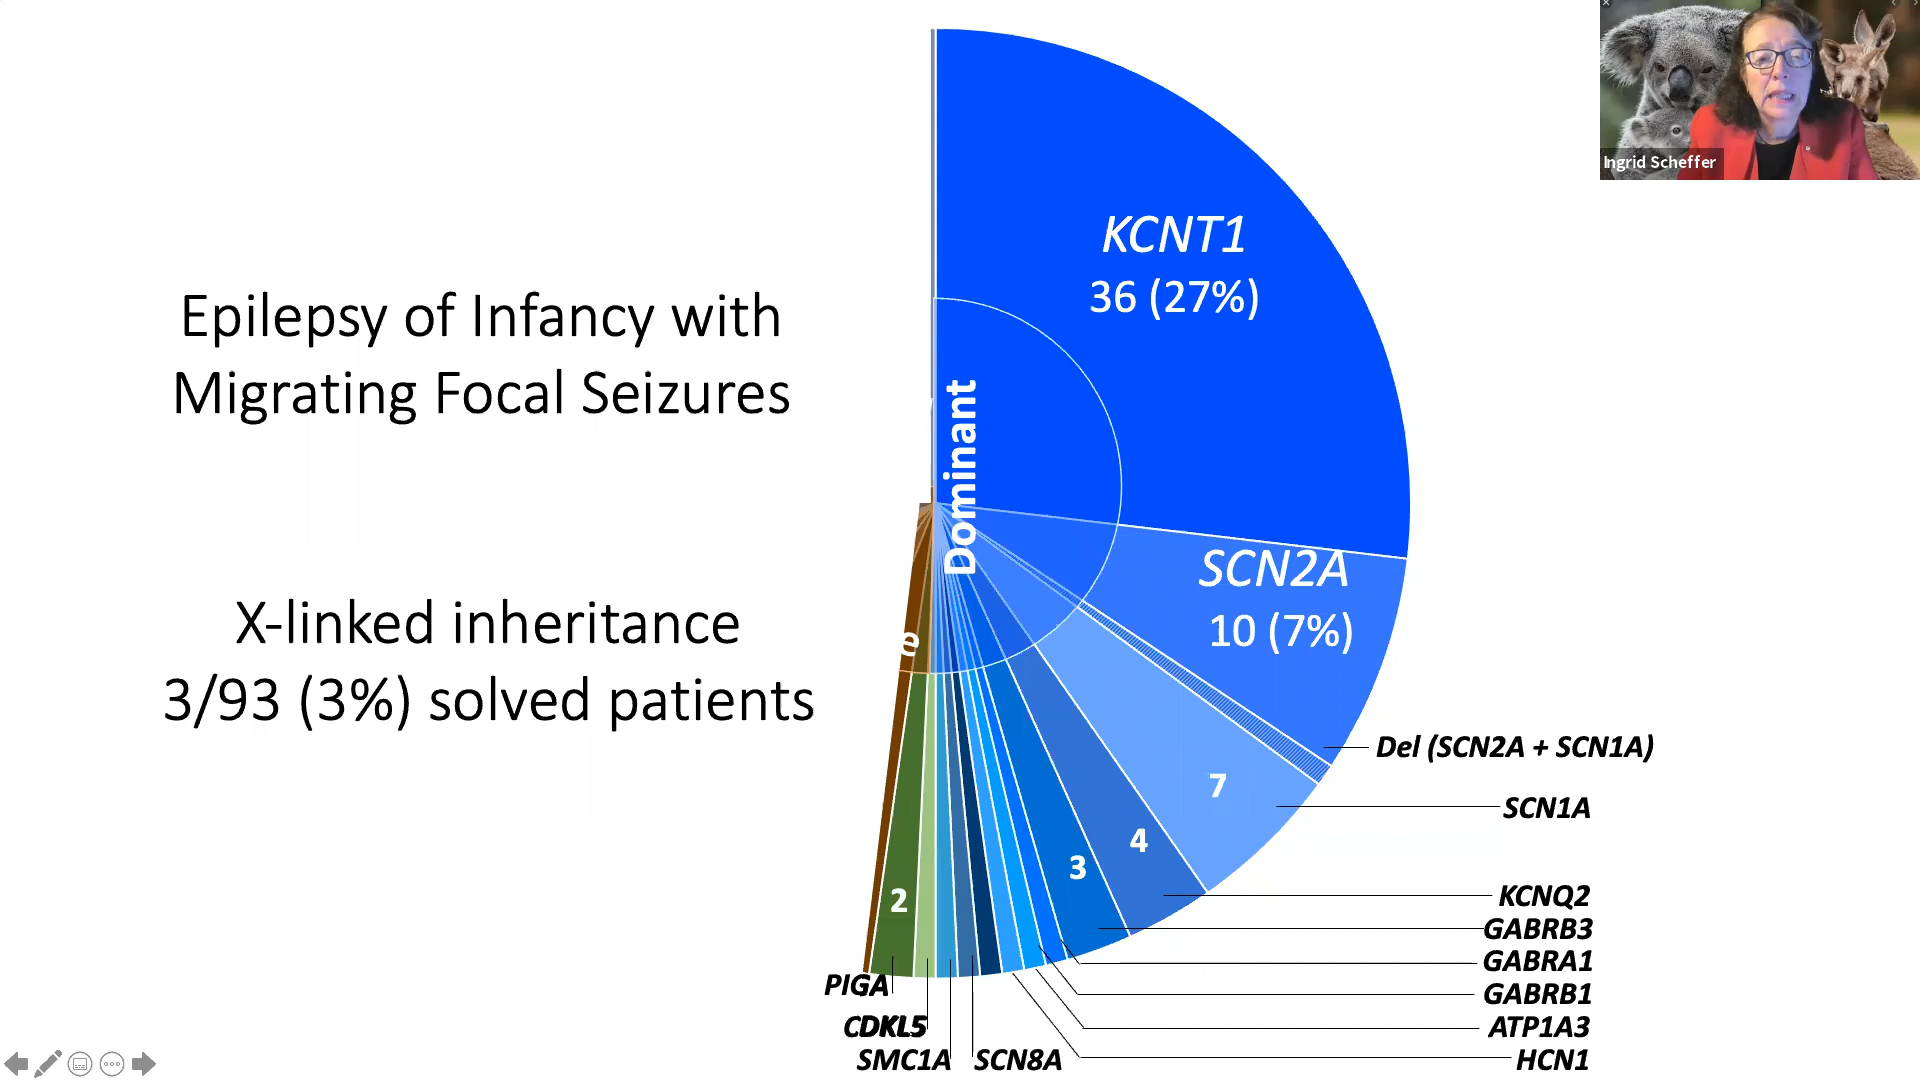 Ingrid Scheffer
Epilepsy of Infancy with
Migrating Focal Seizures
X-linked inheritance
3/93 (3%) solved patients
KCNT1
36 (27%)
Dominant
SCN2A
10 (7%)
e
Del (SCN2A + SCN1A)
7
SCN1A
4
3
2
KCNQ2
GABRB3
GABRA1
GABRB1
ATP1A3
HCN1
PIGA
CDKL5
SMC1A
SCN8A